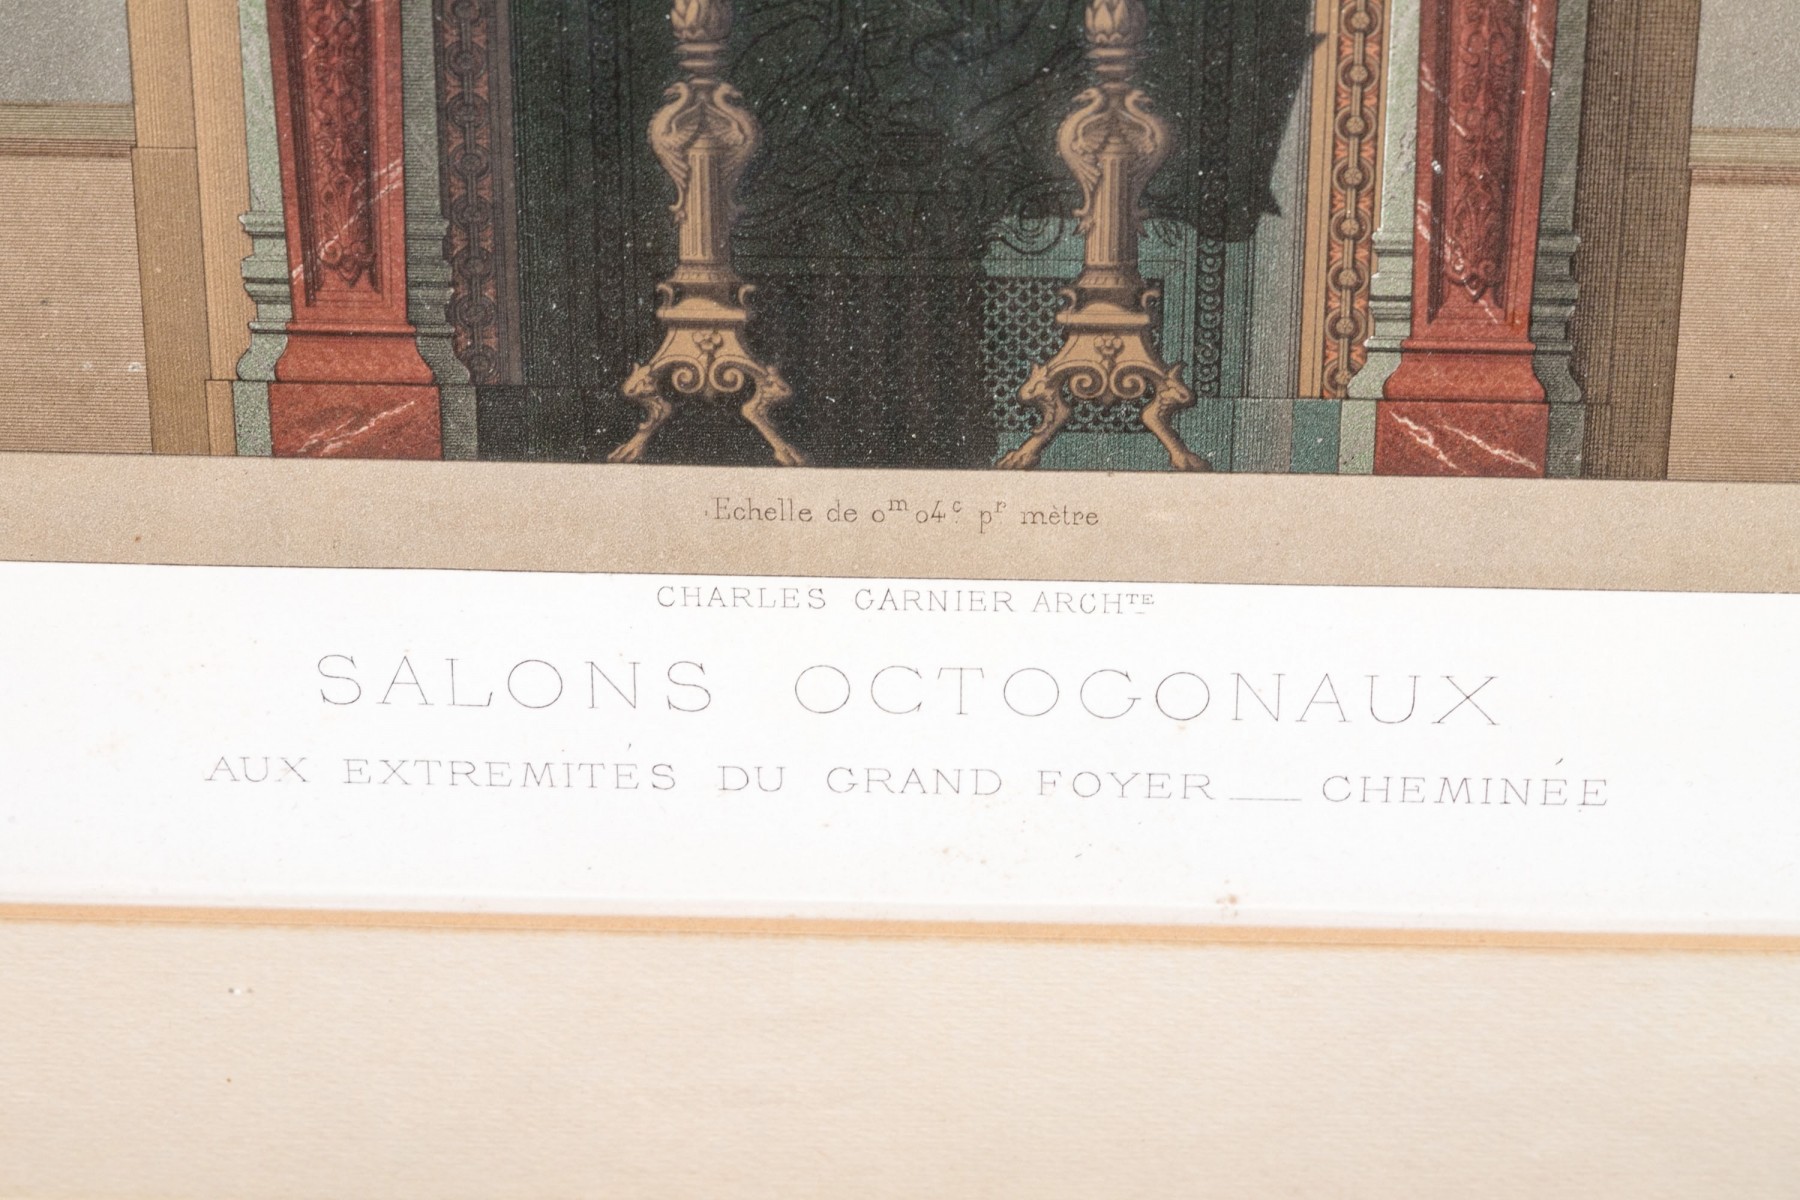 Echelle de 0ᵐ 04ᶜ. pʳ mètre
CHARLES GARNIER ARCHᵀᴱ
SALONS OCTOGONAUX
AUX EXTREMITÉS DU GRAND FOYER — CHEMINÉE